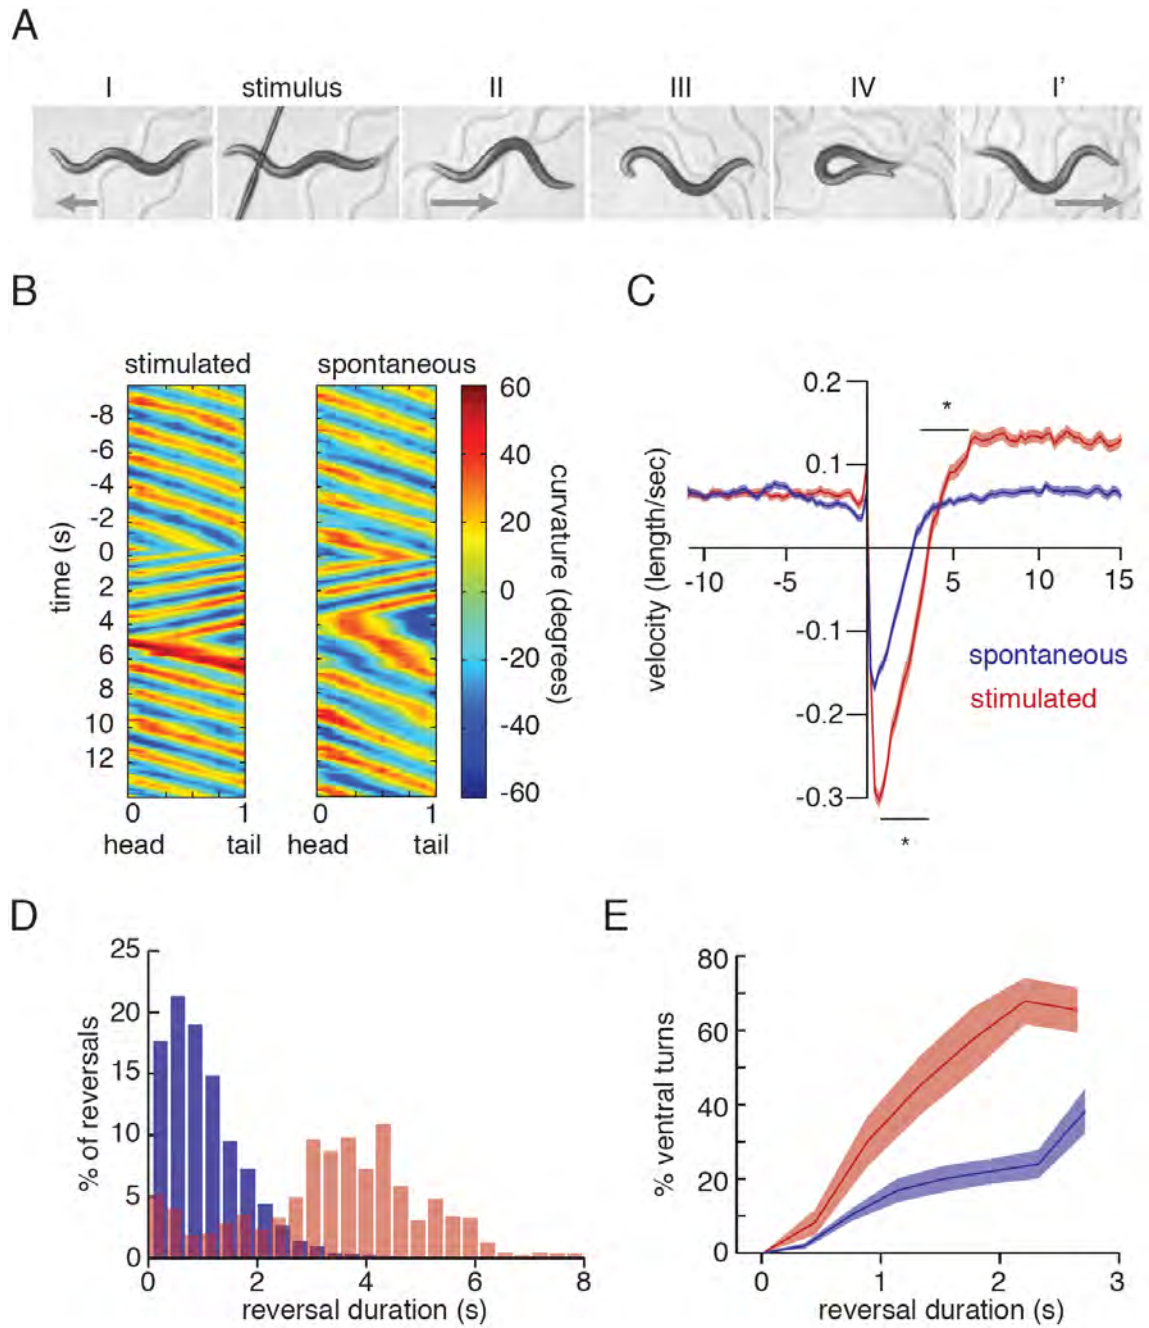 A
I stimulus II III IV I'
B
stimulated spontaneous
60
40
20
0
-20
-40
-60
curvature (degrees)
-8
-6
-4
-2
0
2
4
6
8
10
12
time (s)
0 1 0 1
head tail head tail
C
0.2
0.1
-0.1
-0.2
-0.3
velocity (length/sec)
-10 -5 5 10 15
*
*
spontaneous
stimulated
D
25
20
15
10
5
0
% of reversals
0 2 4 6 8
reversal duration (s)
E
80
60
40
20
0
% ventral turns
0 1 2 3
reversal duration (s)